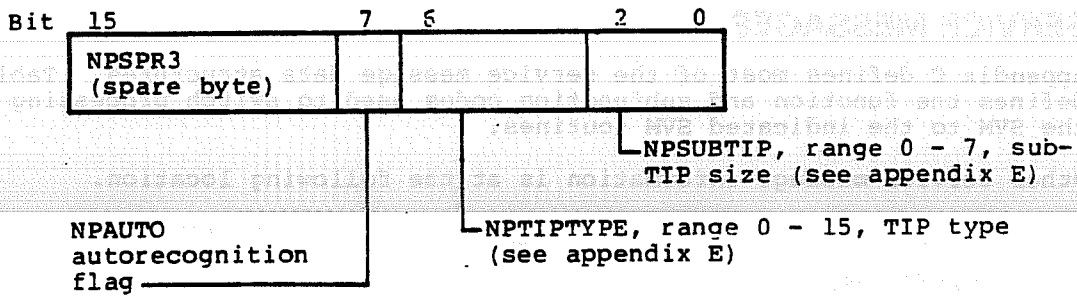 Bit 15 7 6 2 0
NPSPR3
(spare byte)
NPSUBTIP, range 0 - 7, sub-
TIP size (see appendix E)
NPAUTO
autorecognition
flag
NPTIPTYPE, range 0 - 15, TIP type
(see appendix E)